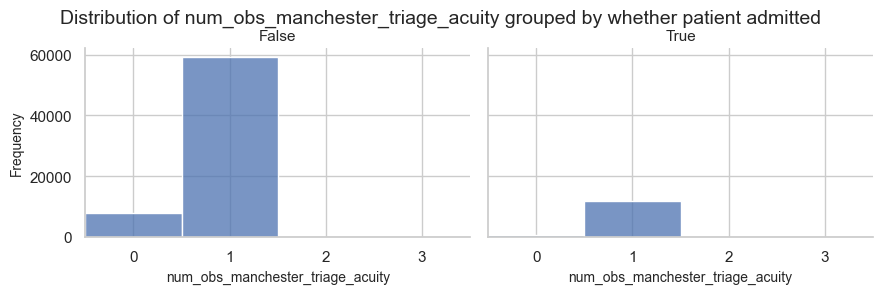 Distribution of num_obs_manchester_triage_acuity grouped by whether patient admitted
False
True
60000
40000
20000
0
Frequency
0 1 2 3
0 1 2 3
num_obs_manchester_triage_acuity
num_obs_manchester_triage_acuity